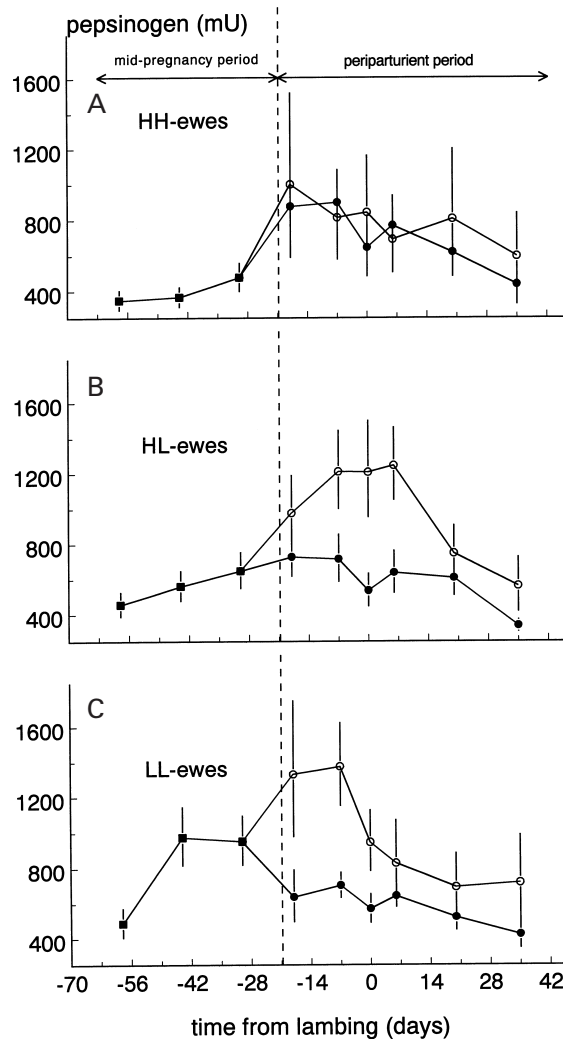 pepsinogen (mU)
mid-pregnancy period
periparturient period
1600
A
HH-ewes
1200
800
400
B
1600
HL-ewes
1200
800
400
C
1600
LL-ewes
1200
800
400
-70 -56 -42 -28 -14 0 14 28 42
time from lambing (days)